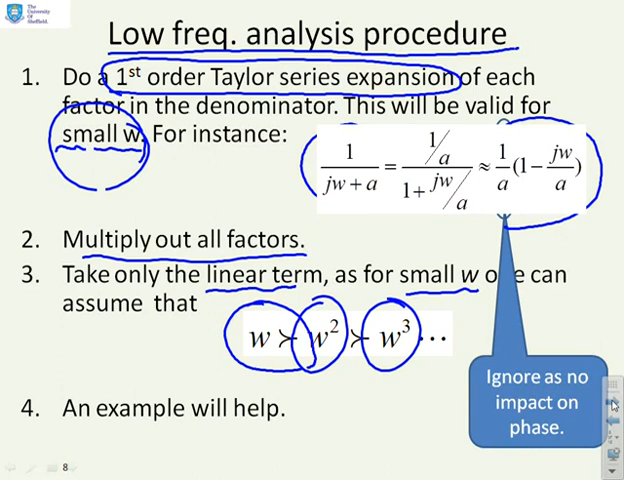 The
University
Of
Sheffield.
Low freq. analysis procedure
1. Do a 1st order Taylor series expansion of each
factor in the denominator. This will be valid for
small w. For instance:
1/(jw + a) = (1/a)/(1 + jw/a) ≈ 1/a (1 − jw/a)
2. Multiply out all factors.
3. Take only the linear term, as for small w one can
assume that
w ≻ w² ≻ w³ ⋯
Ignore as no
impact on
phase.
4. An example will help.
8